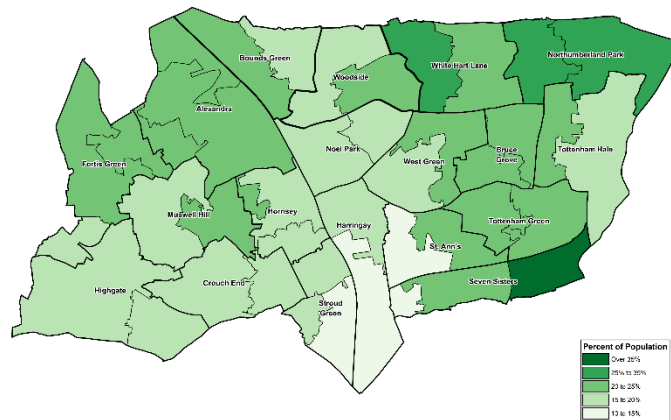 Bounds Green
White Hart Lane
Northumberland Park
Woodside
Alexandra
Noel Park
West Green
Bruce
Grove
Tottenham Hale
Fortis Green
Muswell Hill
Hornsey
Harringay
St. Ann's
Tottenham Green
Highgate
Crouch End
Stroud
Green
Seven Sisters
Percent of Population
Over 35%
25% to 35%
20 to 25%
15 to 20%
10 to 15%